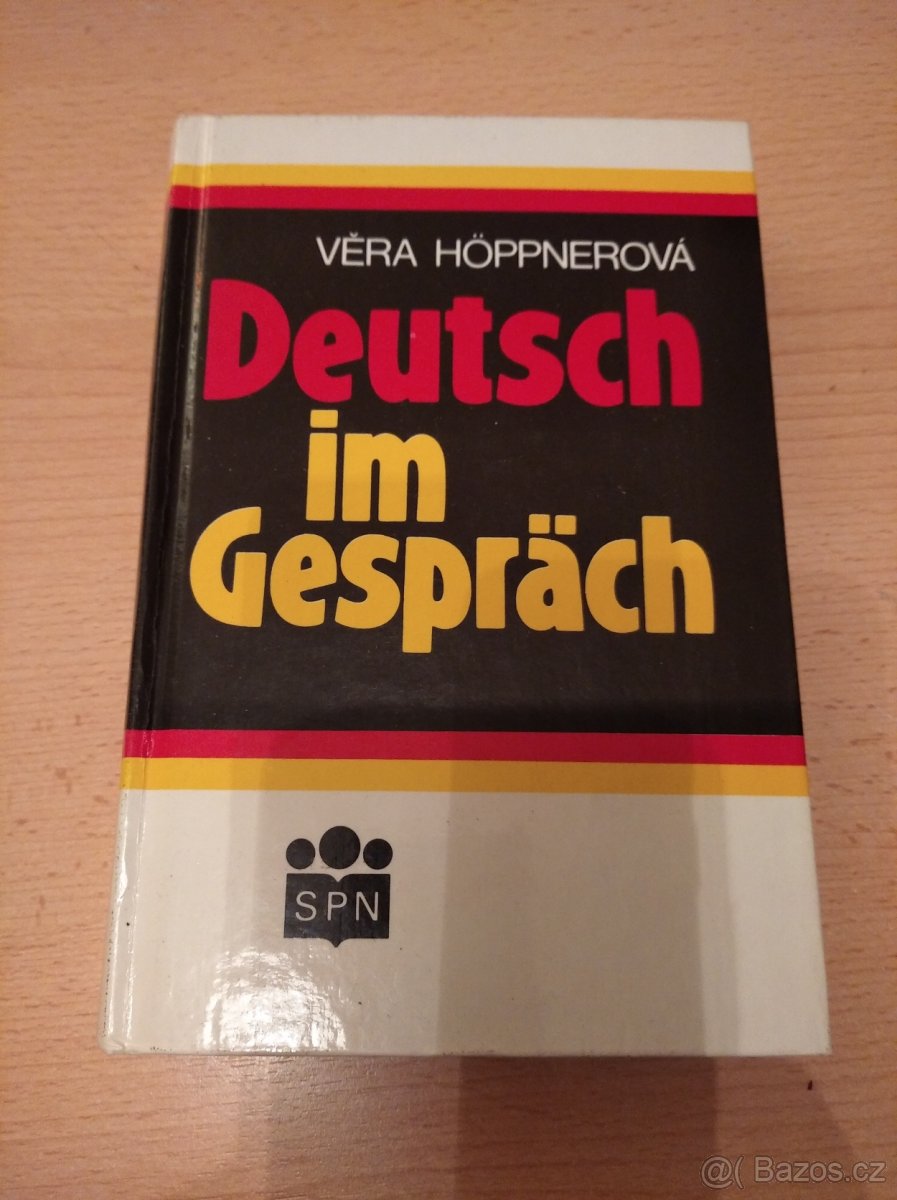 VĚRA HÖPPNEROVÁ
Deutsch
im
Gespräch
SPN
@( Bazos.cz